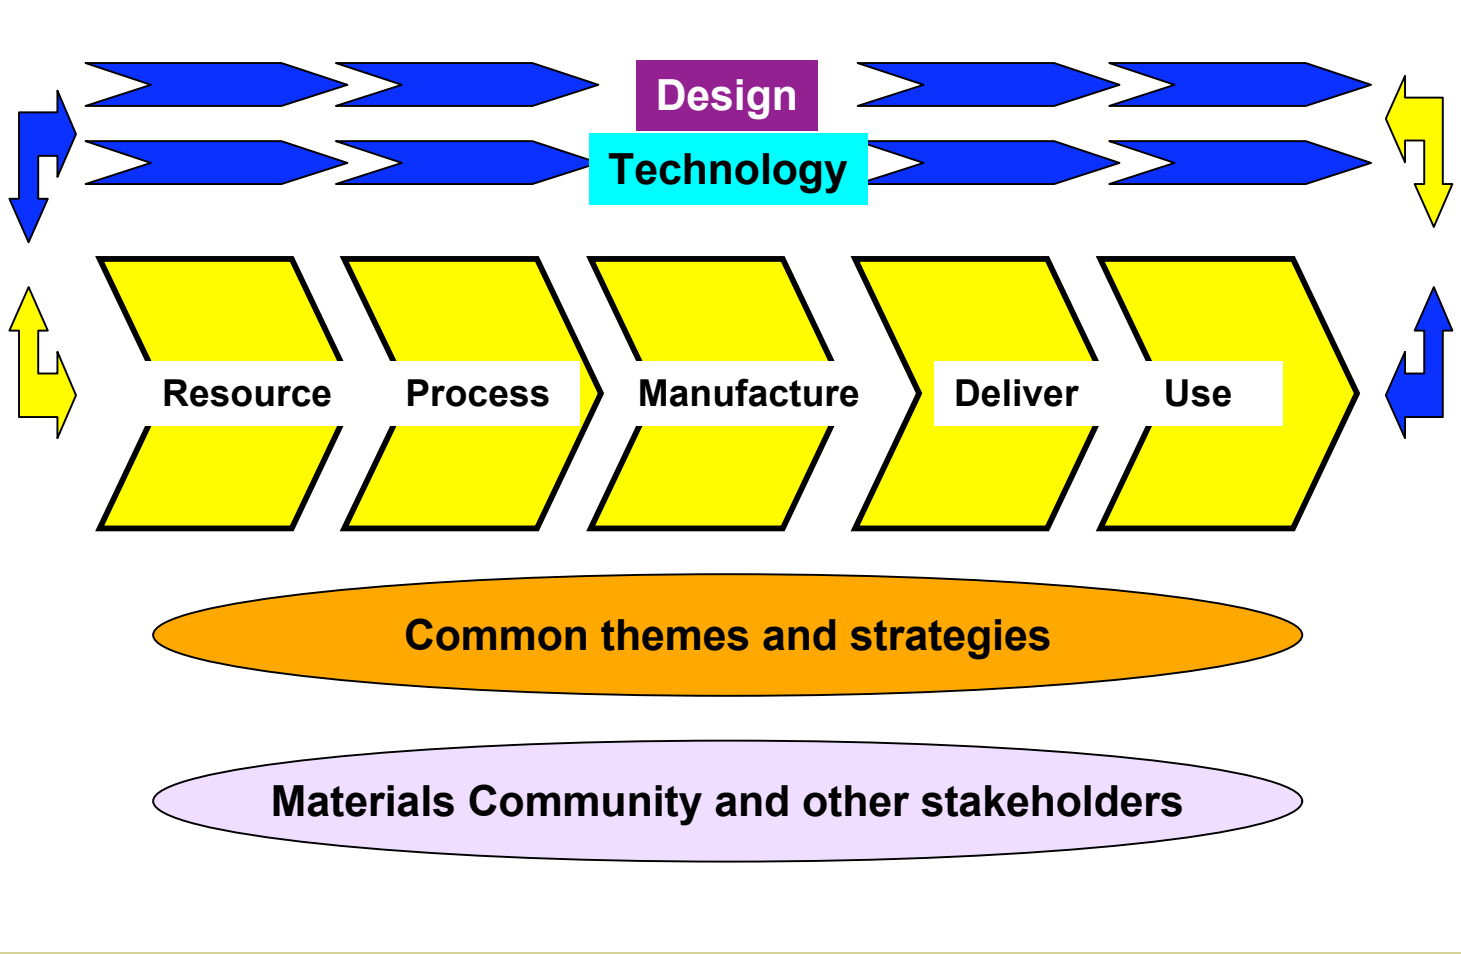 Design
Technology
Resource
Process
Manufacture
Deliver
Use
Common themes and strategies
Materials Community and other stakeholders